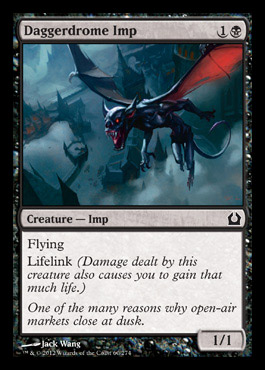 Daggerdrome Imp 1
Creature — Imp
Flying
Lifelink (Damage dealt by this
creature also causes you to gain that
much life.)
One of the many reasons why open-air
markets close at dusk.
1/1
Jack Wang
™ & © 2012 Wizards of the Coast 60/274